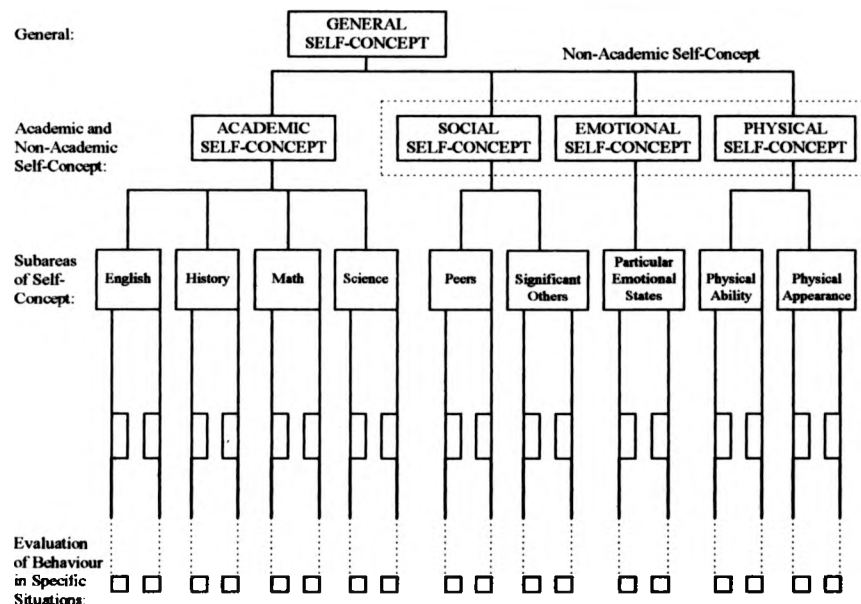 General:
GENERAL
SELF-CONCEPT
Non-Academic Self-Concept
Academic and
Non-Academic
Self-Concept:
ACADEMIC
SELF-CONCEPT
SOCIAL
SELF-CONCEPT
EMOTIONAL
SELF-CONCEPT
PHYSICAL
SELF-CONCEPT
Subareas
of Self-
Concept:
English
History
Math
Science
Peers
Significant
Others
Particular
Emotional
States
Physical
Ability
Physical
Appearance
Evaluation
of Behaviour
in Specific
Situations: